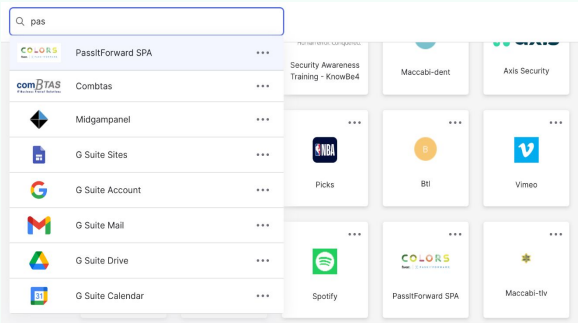 pas
COLORS
PassItForward SPA
comBTAS
Combtas
Midgampanel
G Suite Sites
G Suite Account
G Suite Mail
G Suite Drive
31
G Suite Calendar
Security Awareness
Training - KnowBe4
Maccabi-dent
Axis Security
NBA
Picks
B
Btl
Vimeo
Spotify
COLORS
PassItForward SPA
Maccabi-tlv